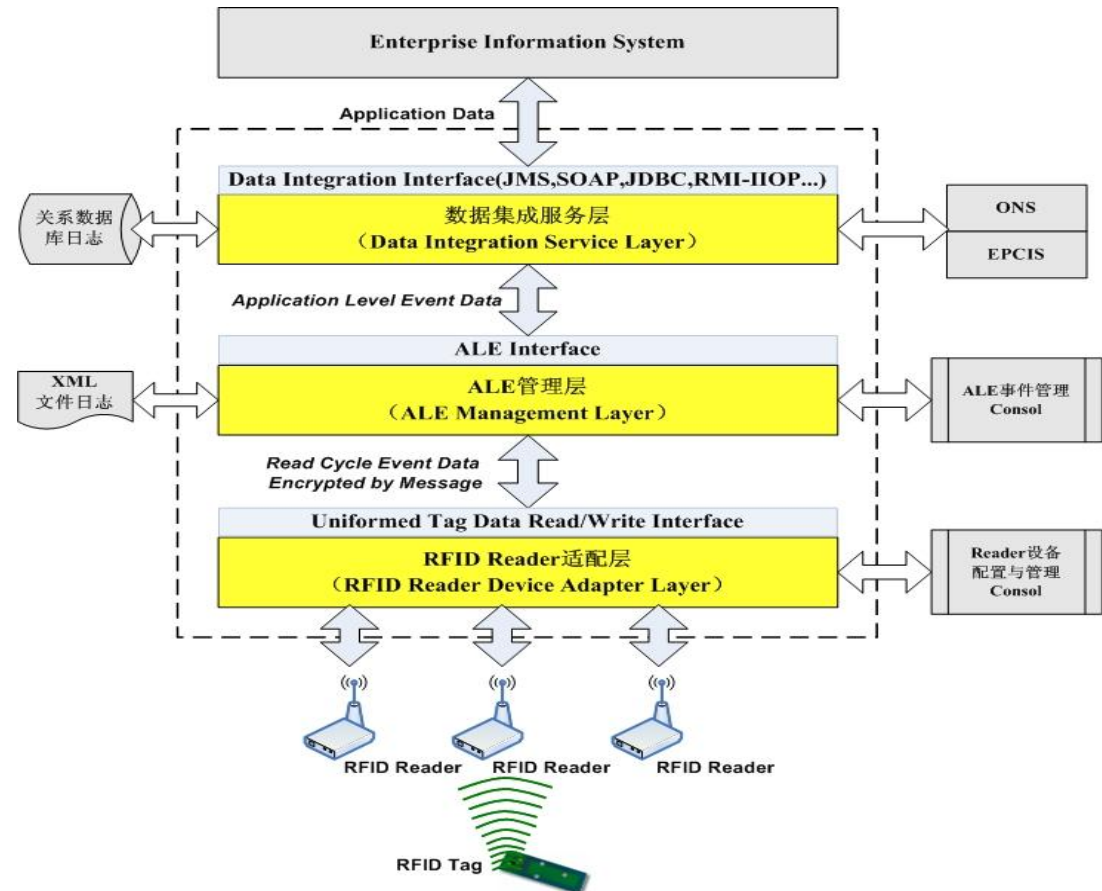 Enterprise Information System
Application Data
Data Integration Interface(JMS,SOAP,JDBC,RMI-IIOP...)
关系数据
库日志
数据集成服务层
（Data Integration Service Layer）
ONS
EPCIS
Application Level Event Data
ALE Interface
XML
文件日志
ALE管理层
（ALE Management Layer）
ALE事件管理
Consol
Read Cycle Event Data
Encrypted by Message
Uniformed Tag Data Read/Write Interface
RFID Reader适配层
（RFID Reader Device Adapter Layer）
Reader设备
配置与管理
Consol
RFID Reader
RFID Reader
RFID Reader
RFID Tag